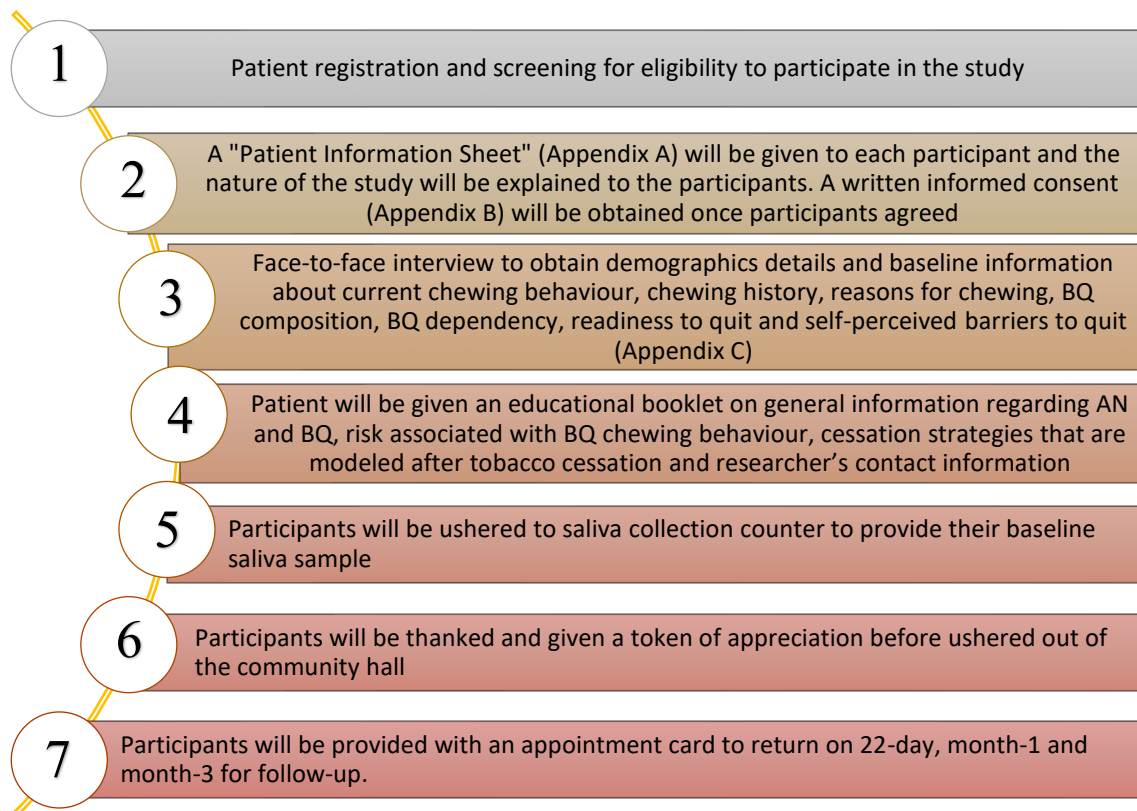 1
Patient registration and screening for eligibility to participate in the study
2
A "Patient Information Sheet" (Appendix A) will be given to each participant and the
nature of the study will be explained to the participants. A written informed consent
(Appendix B) will be obtained once participants agreed
3
Face-to-face interview to obtain demographics details and baseline information
about current chewing behaviour, chewing history, reasons for chewing, BQ
composition, BQ dependency, readiness to quit and self-perceived barriers to quit
(Appendix C)
4
Patient will be given an educational booklet on general information regarding AN
and BQ, risk associated with BQ chewing behaviour, cessation strategies that are
modeled after tobacco cessation and researcher’s contact information
5
Participants will be ushered to saliva collection counter to provide their baseline
saliva sample
6
Participants will be thanked and given a token of appreciation before ushered out of
the community hall
7
Participants will be provided with an appointment card to return on 22-day, month-1 and
month-3 for follow-up.